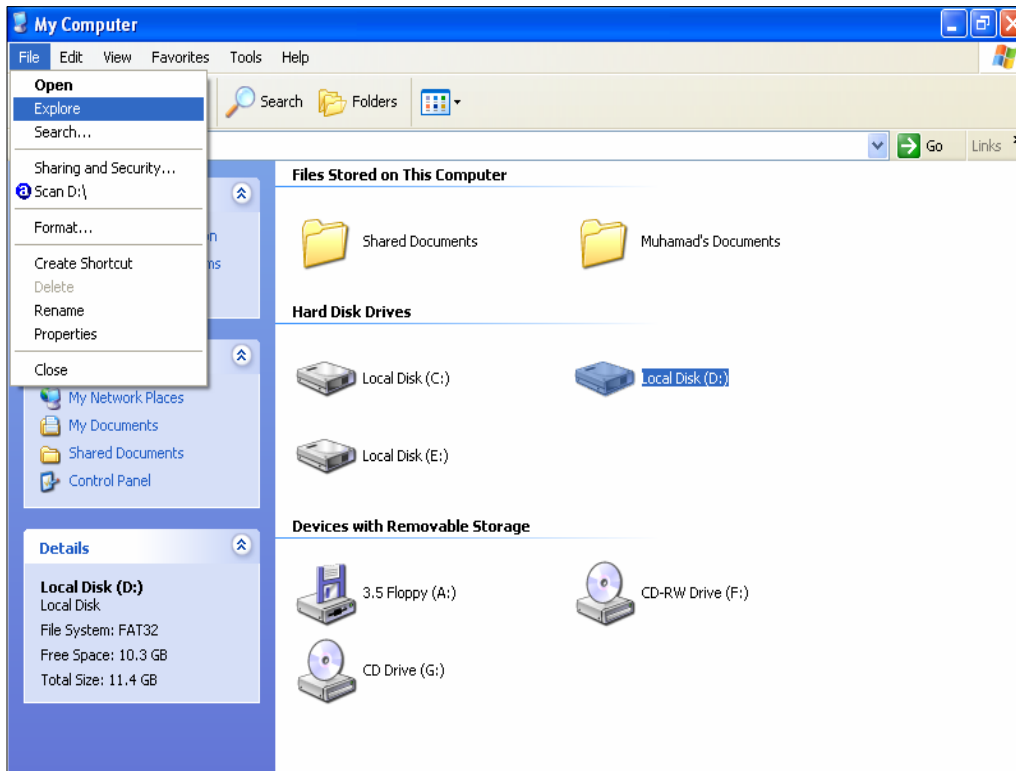 My Computer
File Edit View Favorites Tools Help
Open
Explore
Search...
Sharing and Security...
a Scan D:\
Format...
Create Shortcut
Delete
Rename
Properties
Close
Search Folders
Go Links
on
ms
My Network Places
My Documents
Shared Documents
Control Panel
Details
Local Disk (D:)
Local Disk
File System: FAT32
Free Space: 10.3 GB
Total Size: 11.4 GB
Files Stored on This Computer
Shared Documents Muhamad's Documents
Hard Disk Drives
Local Disk (C:) Local Disk (D:)
Local Disk (E:)
Devices with Removable Storage
3.5 Floppy (A:) CD-RW Drive (F:)
CD Drive (G:)